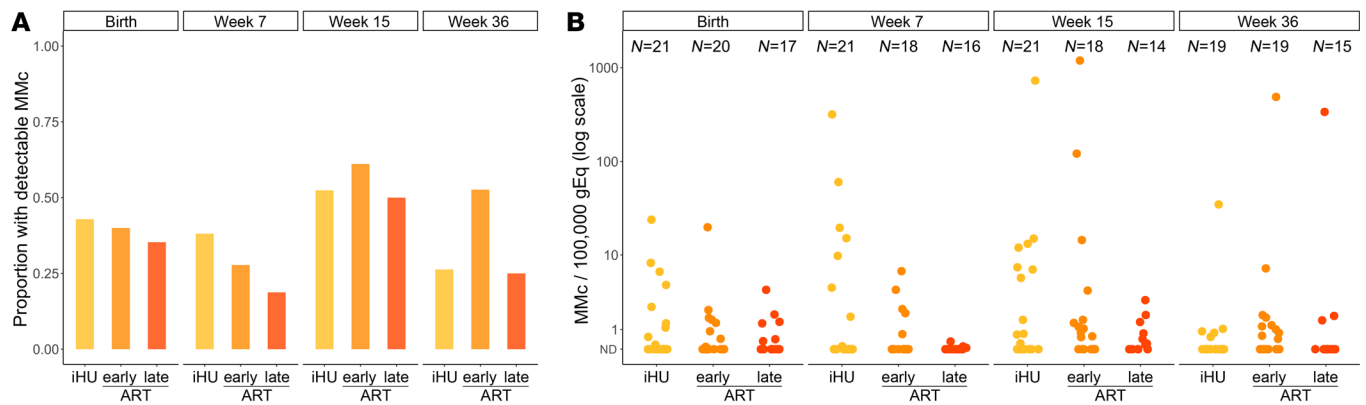 A
Birth
Week 7
Week 15
Week 36
Proportion with detectable MMc
1.00
0.75
0.50
0.25
0.00
iHU early late
ART
iHU early late
ART
iHU early late
ART
iHU early late
ART
B
Birth
Week 7
Week 15
Week 36
N=21 N=20 N=17
N=21 N=18 N=16
N=21 N=18 N=14
N=19 N=19 N=15
MMc / 100,000 gEq (log scale)
1000
100
10
1
ND
iHU early late
ART
iHU early late
ART
iHU early late
ART
iHU early late
ART